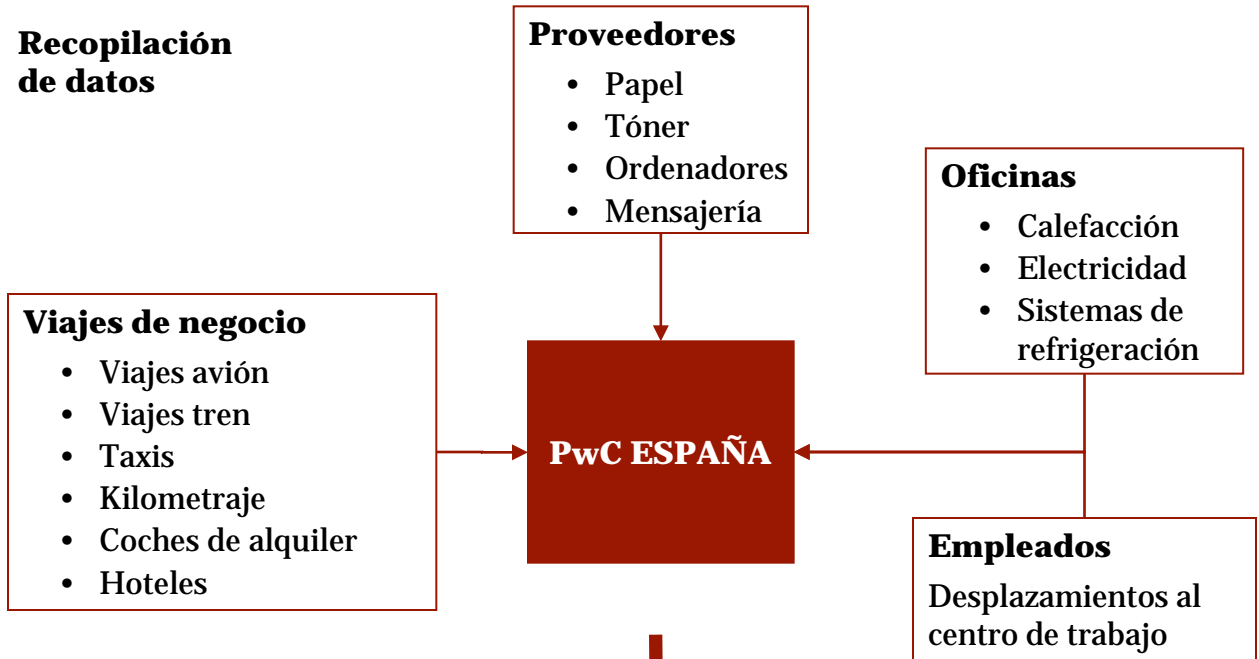 Recopilación
de datos
Proveedores
• Papel
• Tóner
• Ordenadores
• Mensajería
Oficinas
• Calefacción
• Electricidad
• Sistemas de
refrigeración
Viajes de negocio
• Viajes avión
• Viajes tren
• Taxis
• Kilometraje
• Coches de alquiler
• Hoteles
PwC ESPAÑA
Empleados
Desplazamientos al
centro de trabajo